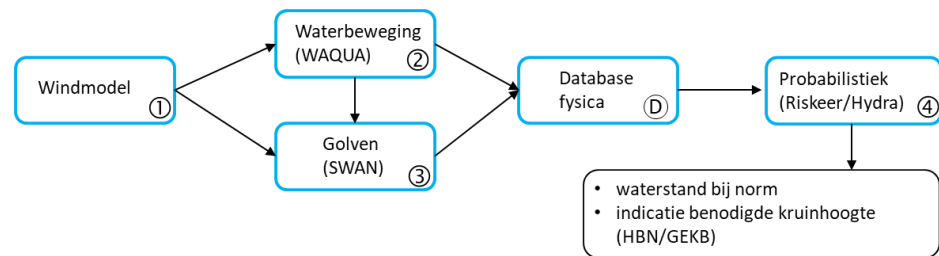 Windmodel
①
Waterbeweging
(WAQUA)
②
Golven
(SWAN)
③
Database
fysica
Ⓓ
Probabilistiek
(Riskeer/Hydra)
④
• waterstand bij norm
• indicatie benodigde kruinhoogte
(HBN/GEKB)